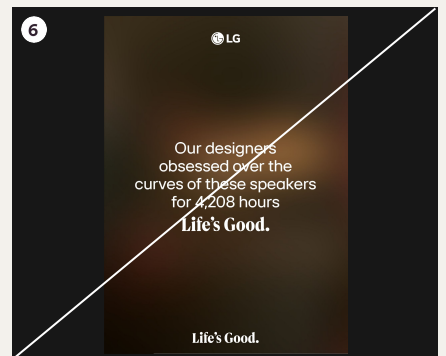 6
LG
Our designers
obsessed over the
curves of these speakers
for 4,208 hours
Life's Good.
Life's Good.